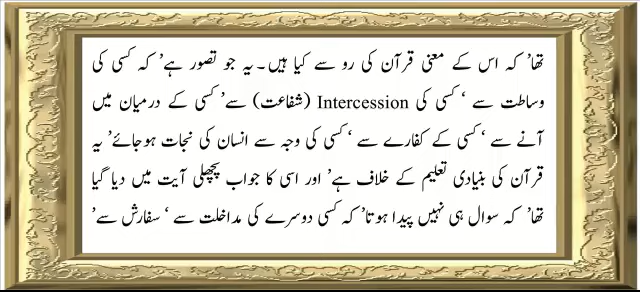 تھا’ کہ اس کے معنی قرآن کی رو سے کیا ہیں۔ یہ جو تصور ہے’ کہ کسی کی
وساطت سے ‘ کسی کی Intercession (شفاعت) سے’ کسی کے درمیان میں
آنے سے ‘ کسی کے کفارے سے ‘ کسی کی وجہ سے انسان کی نجات ہوجائے’ یہ
قرآن کی بنیادی تعلیم کے خلاف ہے’ اور اسی کا جواب پچھلی آیت میں دیا گیا
تھا’ کہ سوال ہی نہیں پیدا ہوتا’ کہ کسی دوسرے کی مداخلت سے ‘ سفارش سے’